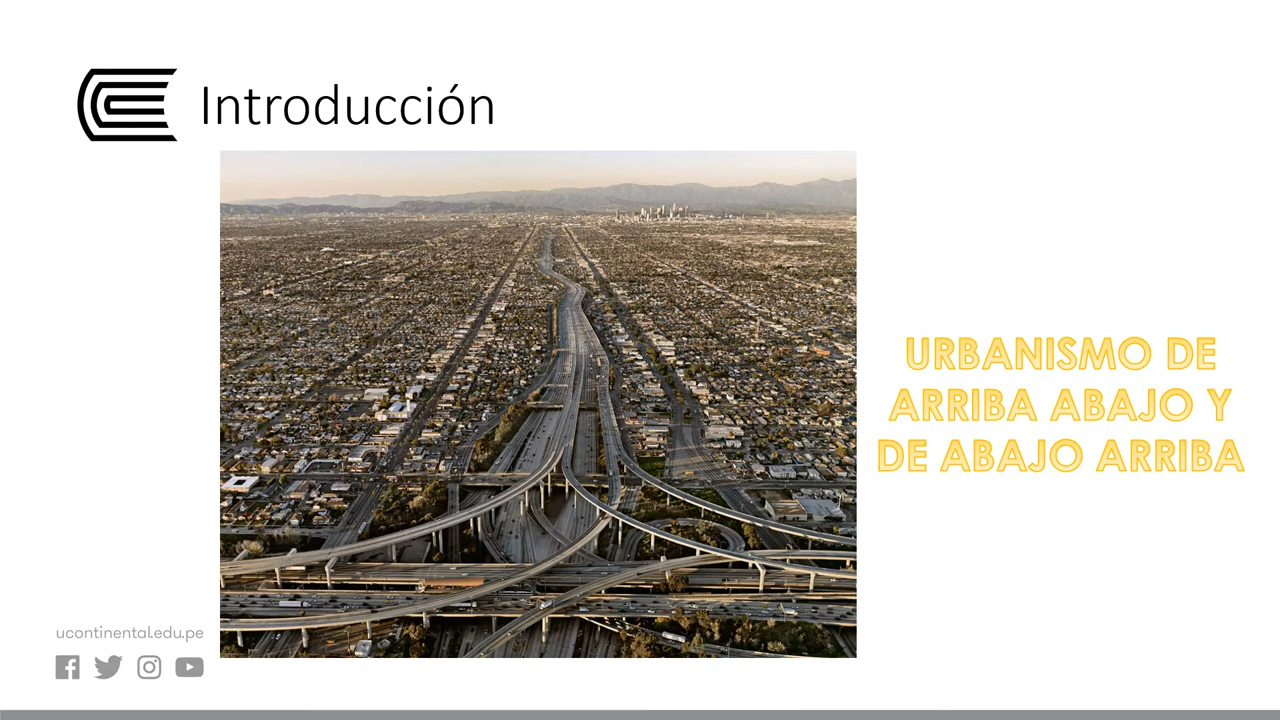 Introducción
URBANISMO DE
ARRIBA ABAJO Y
DE ABAJO ARRIBA
ucontinental.edu.pe